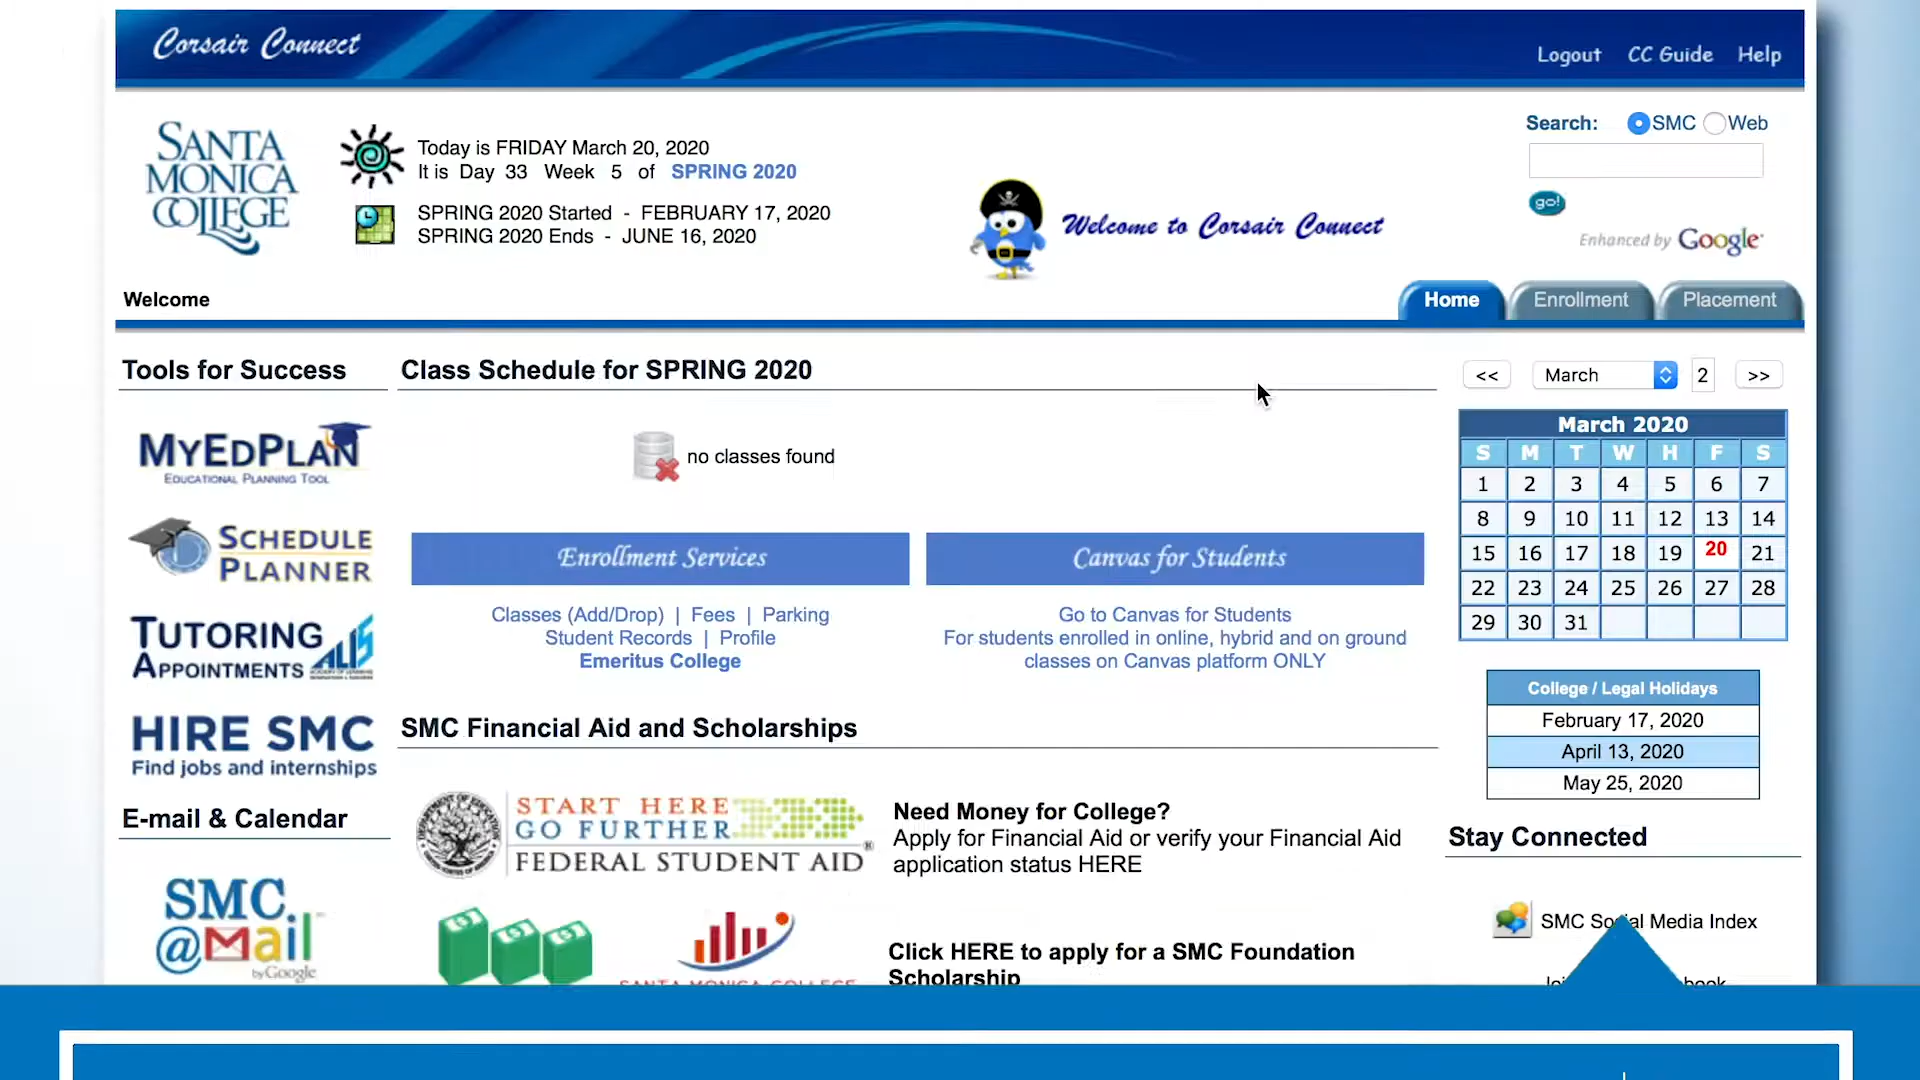 Corsair Connect
Logout CC Guide Help
SANTA
MONICA
COLLEGE
Today is FRIDAY March 20, 2020
It is Day 33 Week 5 of SPRING 2020
SPRING 2020 Started - FEBRUARY 17, 2020
SPRING 2020 Ends - JUNE 16, 2020
Welcome to Corsair Connect
Search: SMC Web
go!
Enhanced by Google
Welcome
Home Enrollment Placement
Tools for Success
MYEDPLAN
EDUCATIONAL PLANNING TOOL
SCHEDULE
PLANNER
TUTORING
APPOINTMENTS
HIRE SMC
Find jobs and internships
E-mail & Calendar
SMC
@Mail
by Google
Class Schedule for SPRING 2020
no classes found
Enrollment Services
Classes (Add/Drop) | Fees | Parking
Student Records | Profile
Emeritus College
Canvas for Students
Go to Canvas for Students
For students enrolled in online, hybrid and on ground
classes on Canvas platform ONLY
SMC Financial Aid and Scholarships
START HERE
GO FURTHER
FEDERAL STUDENT AID®
Need Money for College?
Apply for Financial Aid or verify your Financial Aid
application status HERE
SANTA MONICA COLLEGE
Click HERE to apply for a SMC Foundation
Scholarship
<< March 2 >>
March 2020
S M T W H F S
1 2 3 4 5 6 7
8 9 10 11 12 13 14
15 16 17 18 19 20 21
22 23 24 25 26 27 28
29 30 31
College / Legal Holidays
February 17, 2020
April 13, 2020
May 25, 2020
Stay Connected
SMC Social Media Index